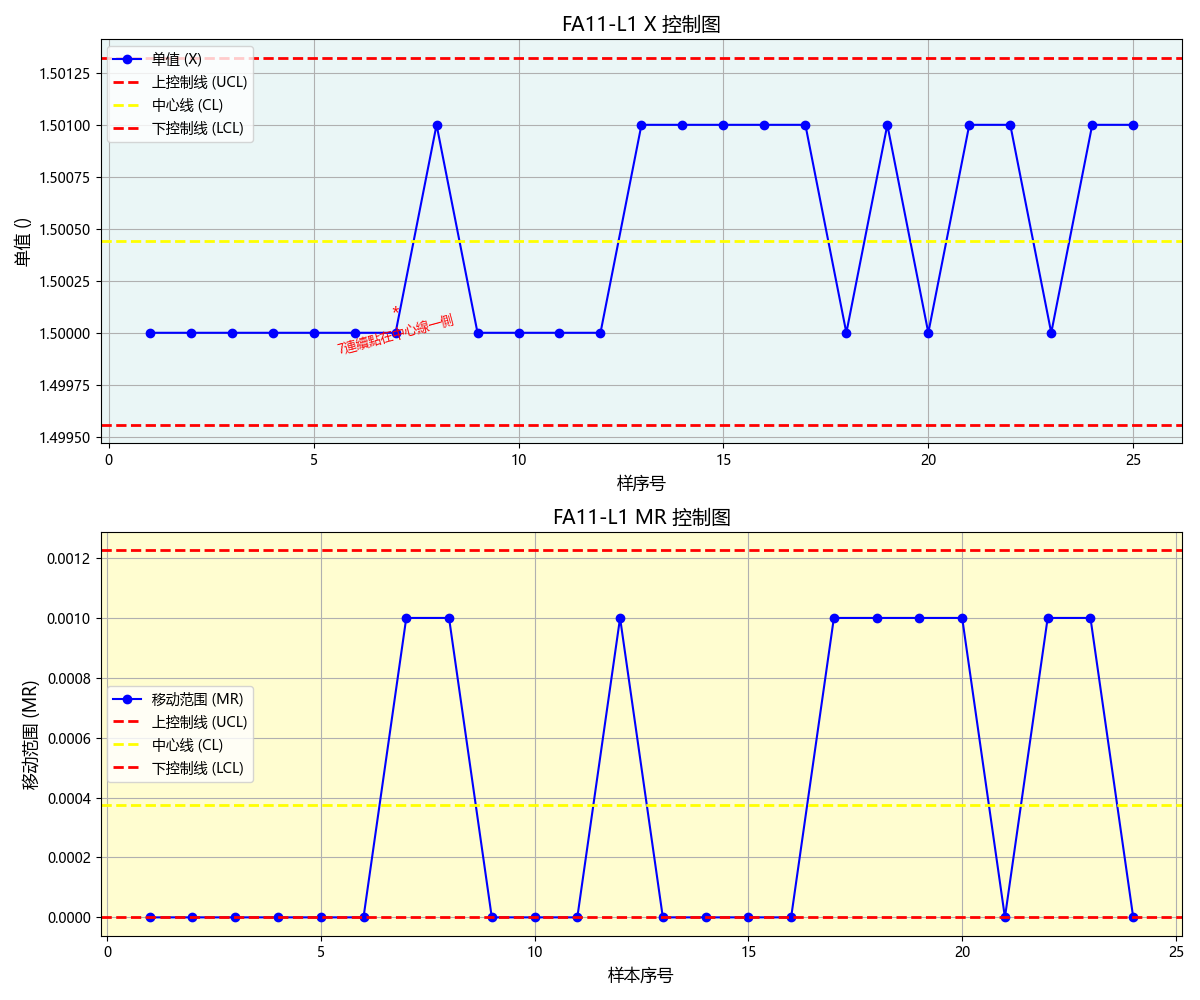 FA11-L1 X 控制图
单值 (X)
上控制线 (UCL)
中心线 (CL)
下控制线 (LCL)
单值 ()
1.50125
1.50100
1.50075
1.50050
1.50025
1.50000
1.49975
1.49950
*
7連續點在中心線一側
0 5 10 15 20 25
样序号
FA11-L1 MR 控制图
移动范围 (MR)
0.0012
0.0010
0.0008
0.0006
0.0004
0.0002
0.0000
移动范围 (MR)
上控制线 (UCL)
中心线 (CL)
下控制线 (LCL)
0 5 10 15 20 25
样本序号